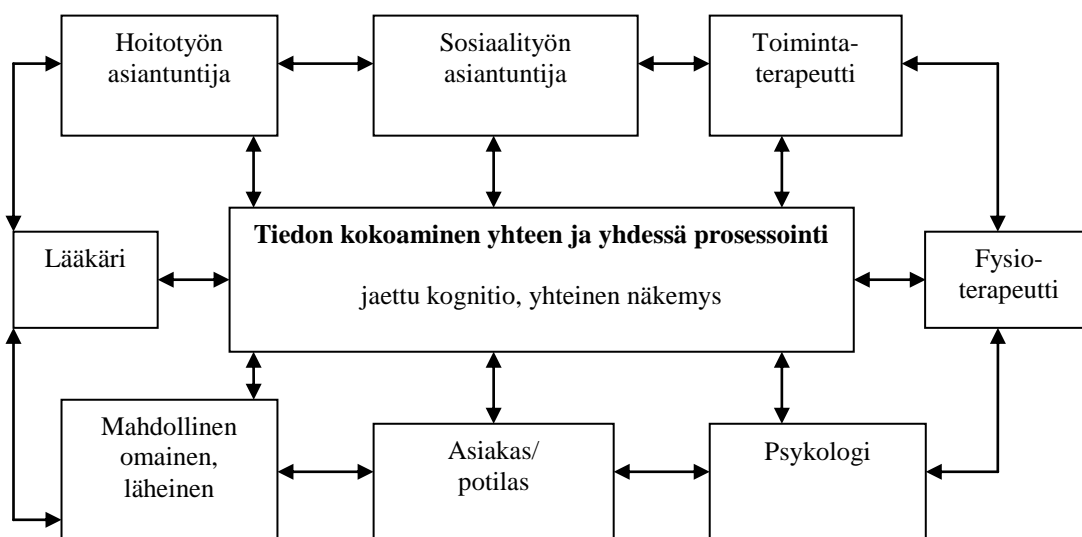 Hoitotyön
asiantuntija
Sosiaalityön
asiantuntija
Toiminta-
terapeutti
Lääkäri
Tiedon kokoaminen yhteen ja yhdessä prosessointi
jaettu kognitio, yhteinen näkemys
Fysio-
terapeutti
Mahdollinen
omainen,
läheinen
Asiakas/
potilas
Psykologi